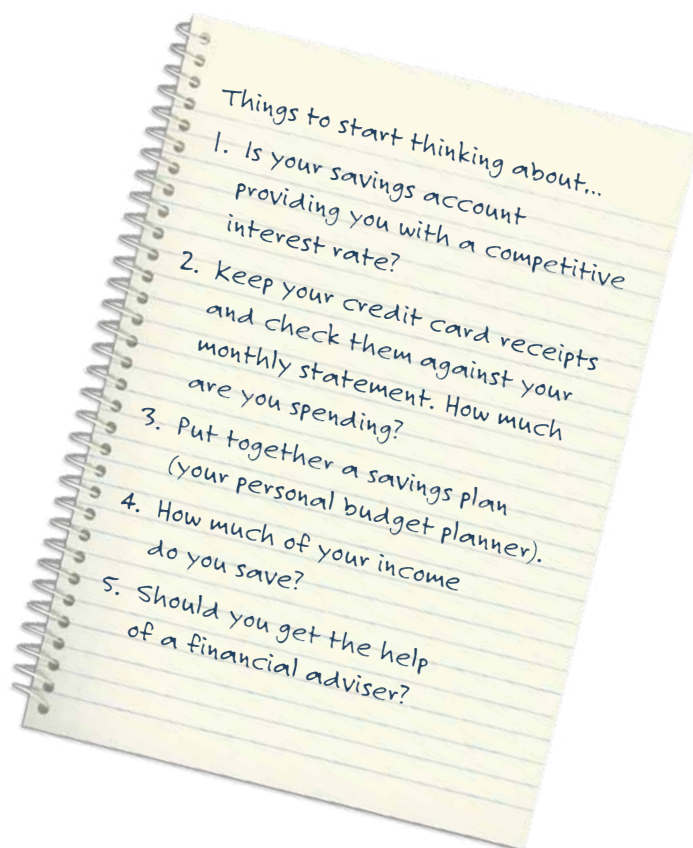 Things to start thinking about...
1. Is your savings account
providing you with a competitive
interest rate?
2. Keep your credit card receipts
and check them against your
monthly statement. How much
are you spending?
3. Put together a savings plan
(your personal budget planner).
4. How much of your income
do you save?
5. Should you get the help
of a financial adviser?